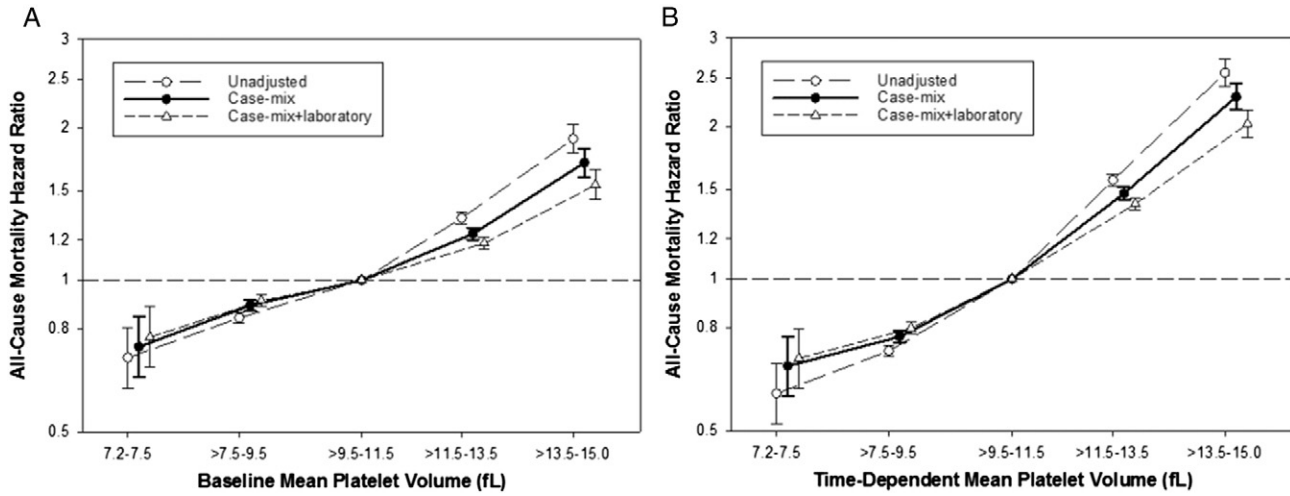 A
All-Cause Mortality Hazard Ratio
3
2.5
2
1.5
1.2
1
0.8
0.5
Unadjusted
Case-mix
Case-mix+laboratory
7.2-7.5
>7.5-9.5
>9.5-11.5
>11.5-13.5
>13.5-15.0
Baseline Mean Platelet Volume (fL)
B
All-Cause Mortality Hazard Ratio
3
2.5
2
1.5
1.2
1
0.8
0.5
Unadjusted
Case-mix
Case-mix+laboratory
7.2-7.5
>7.5-9.5
>9.5-11.5
>11.5-13.5
>13.5-15.0
Time-Dependent Mean Platelet Volume (fL)